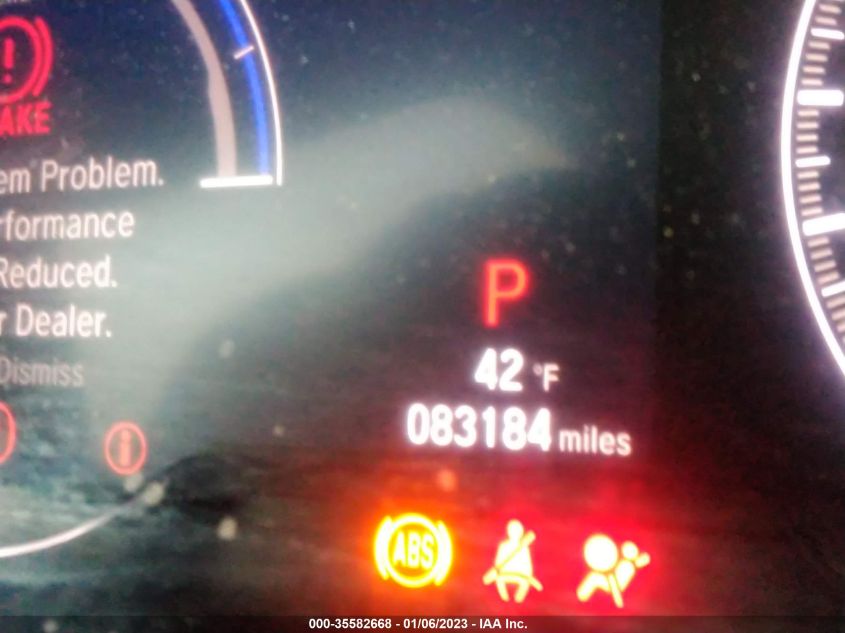 AKE
em Problem.
rformance
Reduced.
r Dealer.
Dismiss
P
42 °F
083184 miles
ABS
000-35582668 - 01/06/2023 - IAA Inc.